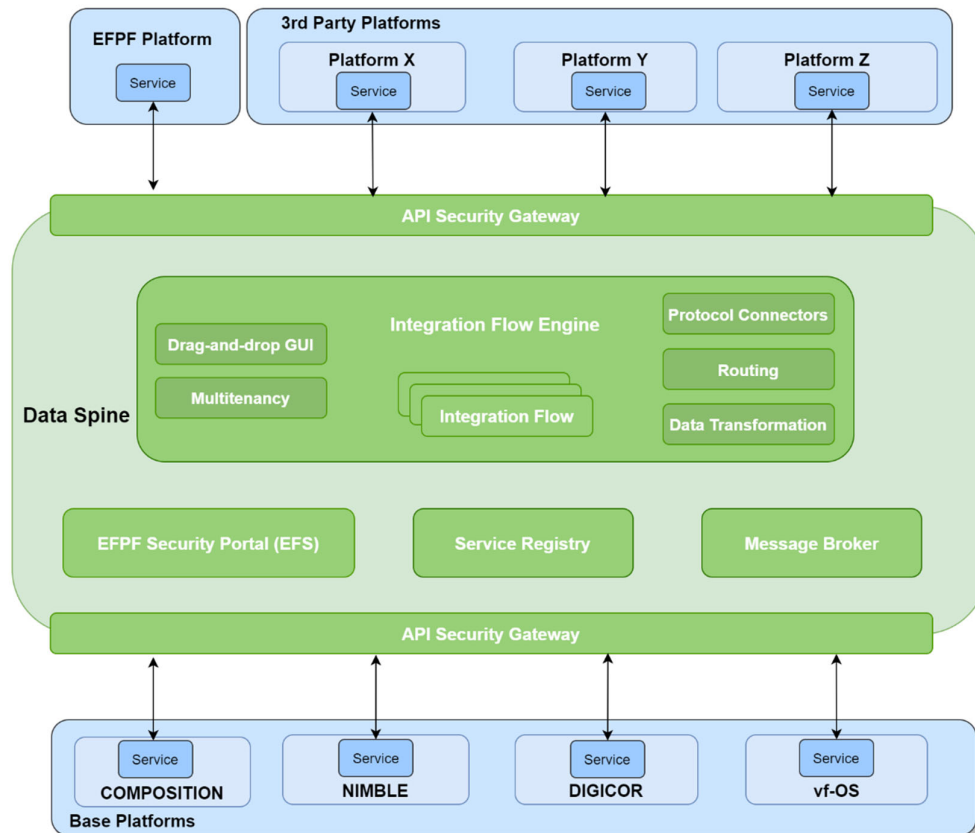 EFPF Platform
Service
3rd Party Platforms
Platform X
Service
Platform Y
Service
Platform Z
Service
API Security Gateway
Data Spine
Integration Flow Engine
Drag-and-drop GUI
Multitenancy
Integration Flow
Protocol Connectors
Routing
Data Transformation
EFPF Security Portal (EFS)
Service Registry
Message Broker
API Security Gateway
Service
COMPOSITION
Service
NIMBLE
Service
DIGICOR
Service
vf-OS
Base Platforms